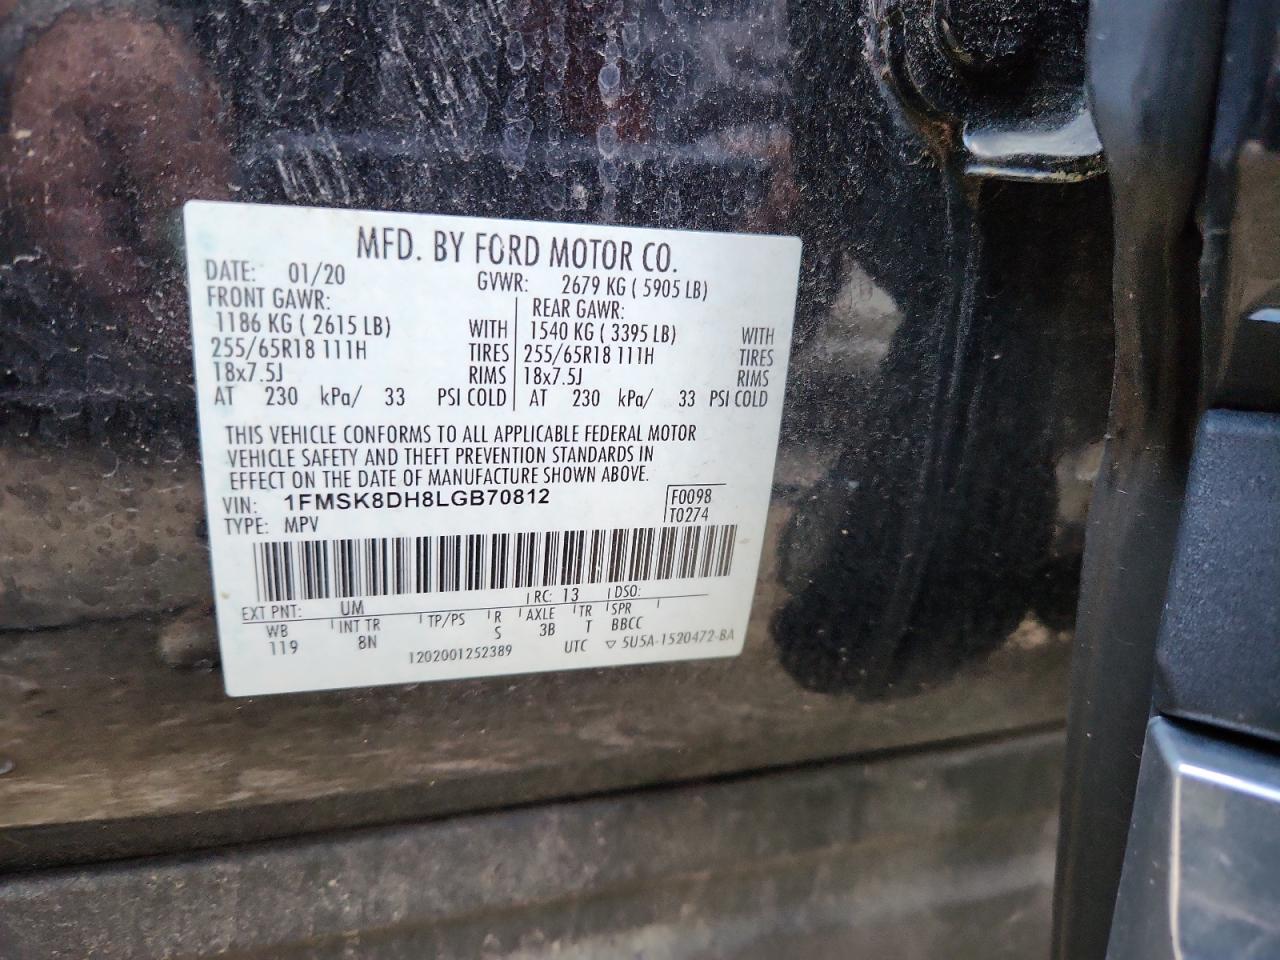 MFD. BY FORD MOTOR CO.
DATE: 01/20 GVWR: 2679 KG ( 5905 LB)
FRONT GAWR: REAR GAWR:
1186 KG ( 2615 LB) WITH 1540 KG ( 3395 LB) WITH
255/65R18 111H TIRES 255/65R18 111H TIRES
18x7.5J RIMS 18x7.5J RIMS
AT 230 kPa/ 33 PSI COLD AT 230 kPa/ 33 PSI COLD
THIS VEHICLE CONFORMS TO ALL APPLICABLE FEDERAL MOTOR
VEHICLE SAFETY AND THEFT PREVENTION STANDARDS IN
EFFECT ON THE DATE OF MANUFACTURE SHOWN ABOVE.
VIN: 1FMSK8DH8LGB70812 F0098
TYPE: MPV T0274
EXT PNT: UM RC: 13 DSO:
WB INT TR TP/PS R AXLE TR SPR
119 8N S 3B T BBCC
1202001252389 UTC ▽ 5U5A-1520472-BA